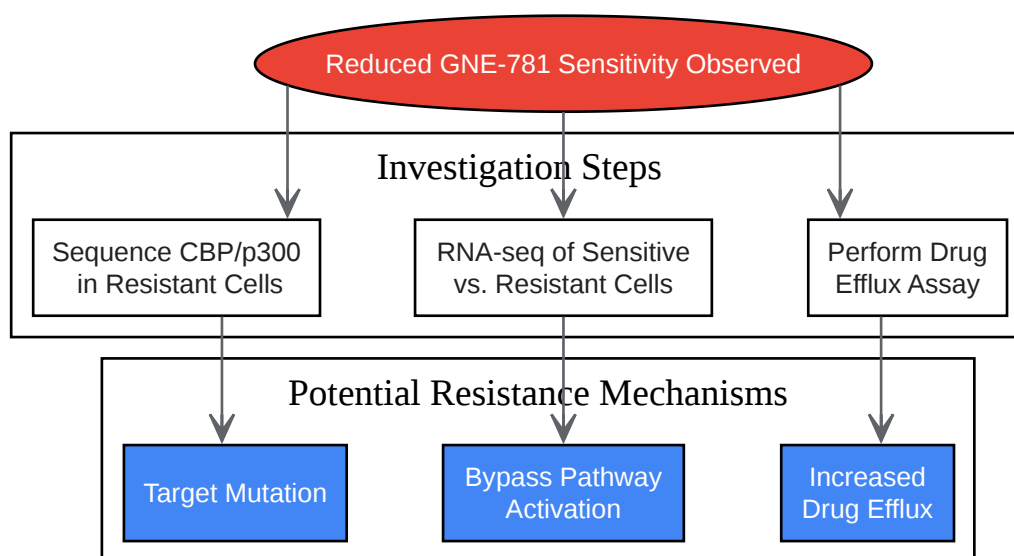 Reduced GNE-781 Sensitivity Observed
Investigation Steps
Sequence CBP/p300
in Resistant Cells
RNA-seq of Sensitive
vs. Resistant Cells
Perform Drug
Efflux Assay
Potential Resistance Mechanisms
Target Mutation
Bypass Pathway
Activation
Increased
Drug Efflux